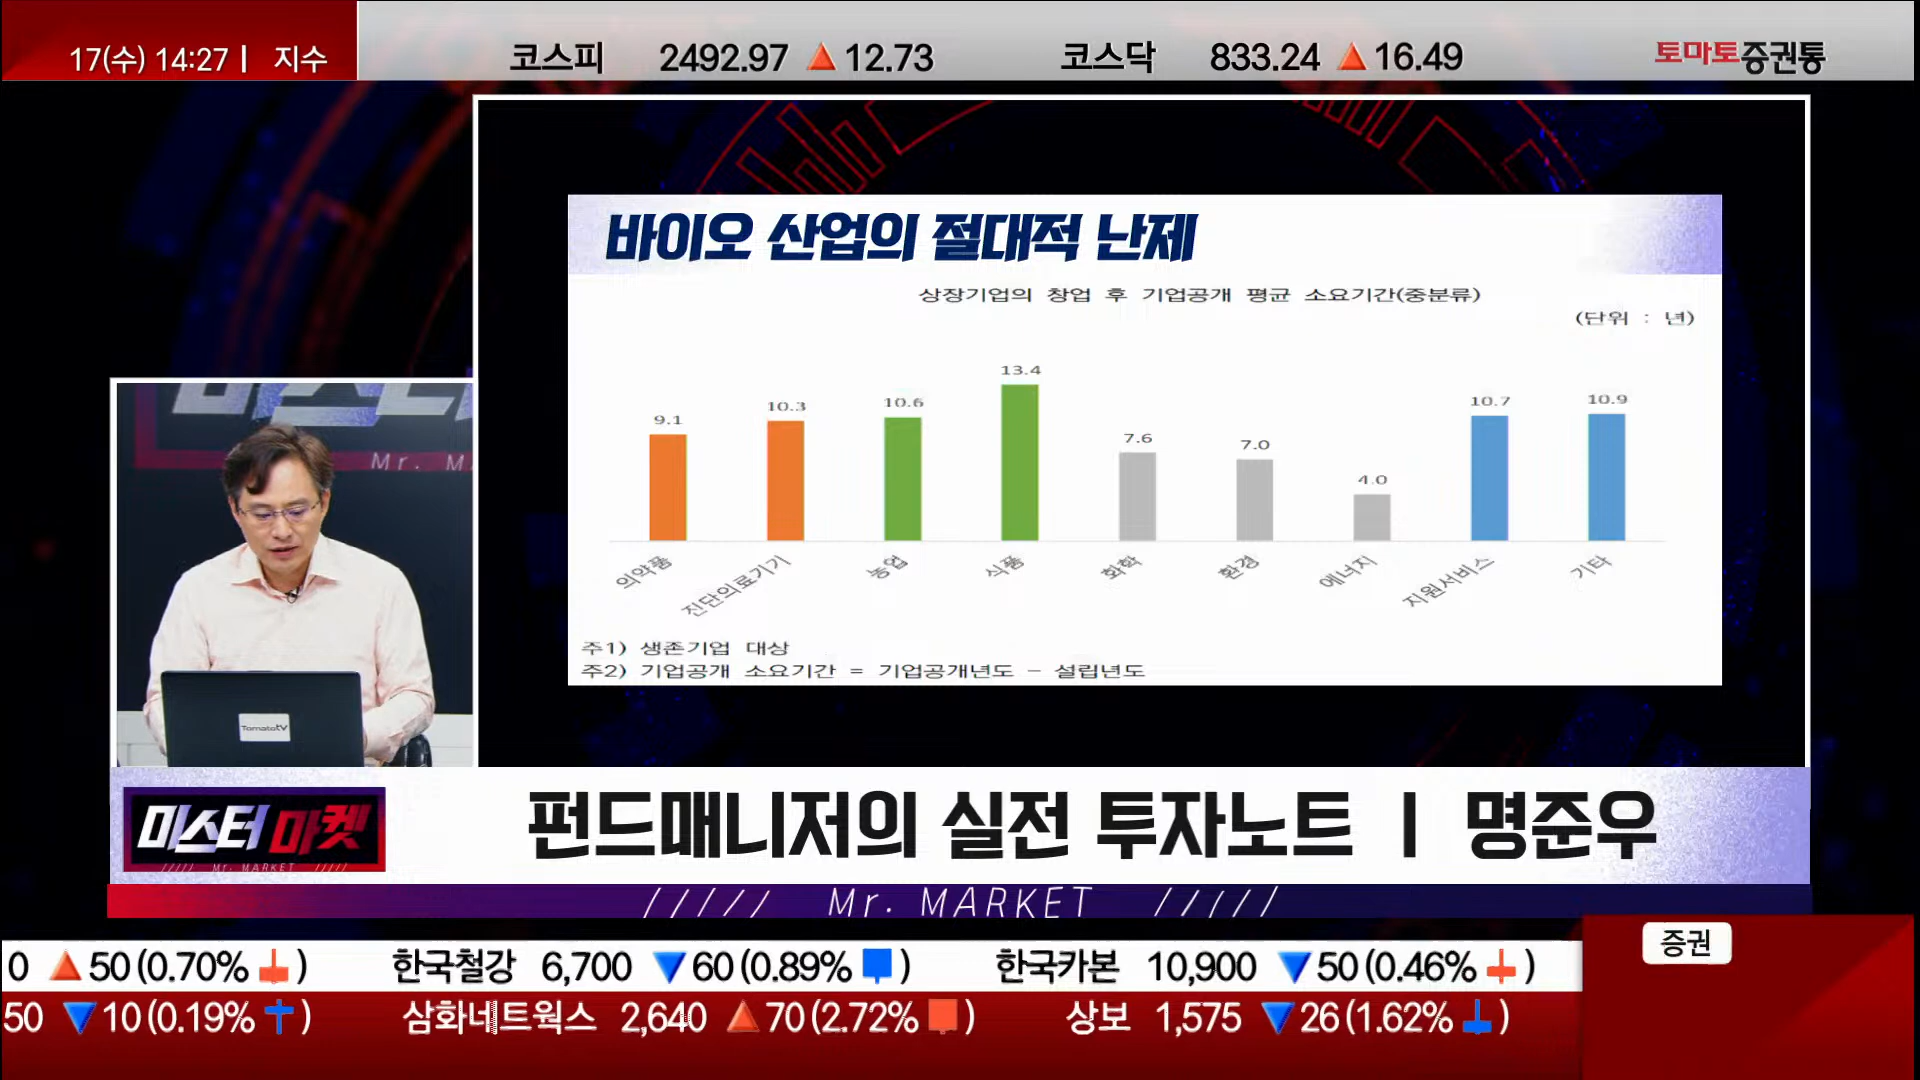 17(수) 14:27 | 지수 코스피 2492.97 ▲12.73 코스닥 833.24 ▲16.49 토마토증권통
바이오 산업의 절대적 난제
상장기업의 창업 후 기업공개 평균 소요기간(중분류)
(단위 : 년)
9.1 10.3 10.6 13.4 7.6 7.0 4.0 10.7 10.9
의약품 진단의료기기 농업 식품 화학 환경 에너지 지원서비스 기타
주1) 생존기업 대상
주2) 기업공개 소요기간 = 기업공개년도 - 설립년도
Mr. M
TomatoTV
미스터 마켓
///// Mr. MARKET /////
펀드매니저의 실전 투자노트 | 명준우
///// Mr. MARKET /////
증권
0 ▲50(0.70%) 한국철강 6,700 ▼60(0.89%) 한국카본 10,900 ▼50(0.46%)
50 ▼10(0.19%) 삼화네트웍스 2,640 ▲70(2.72%) 상보 1,575 ▼26(1.62%)